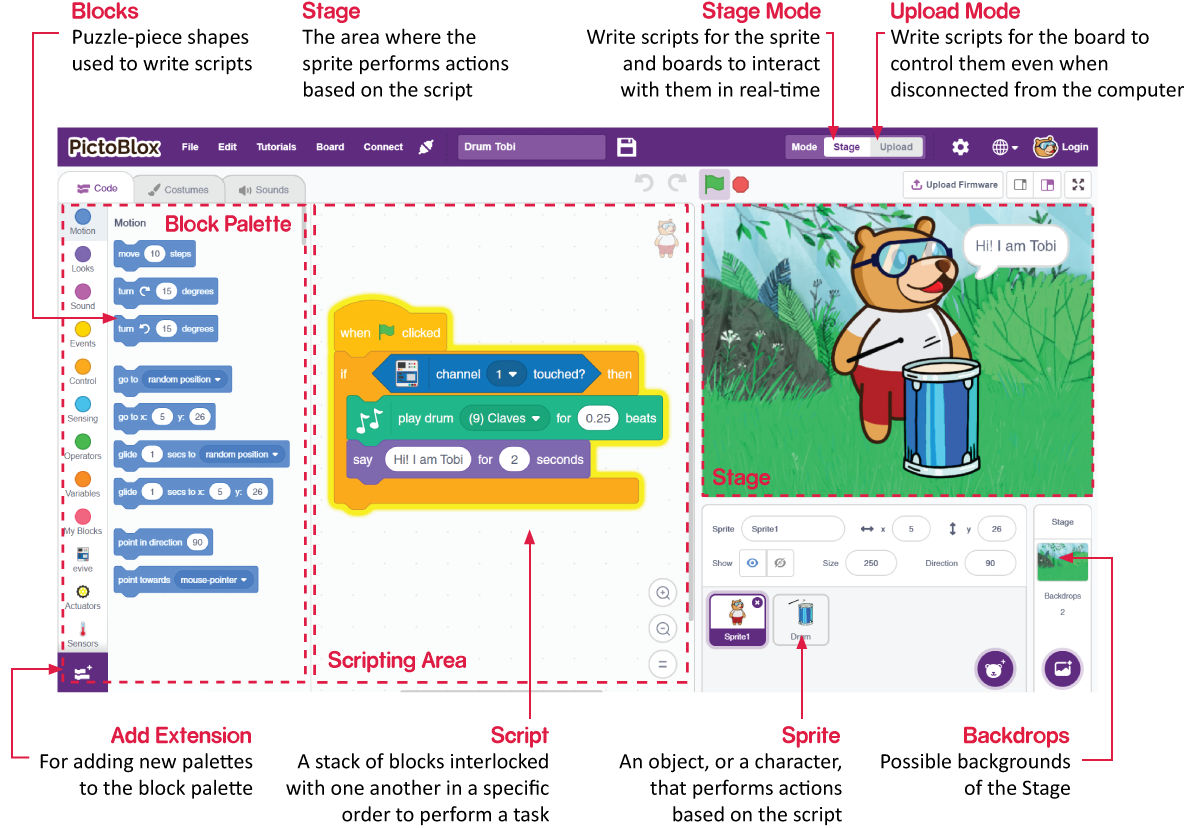 Blocks
Puzzle-piece shapes
used to write scripts
Stage
The area where the
sprite performs actions
based on the script
Stage Mode
Write scripts for the sprite
and boards to interact
with them in real-time
Upload Mode
Write scripts for the board to
control them even when
disconnected from the computer
PictoBlox File Edit Tutorials Board Connect Drum Tobi Mode Stage Upload Login
Code Costumes Sounds
Upload Firmware
Block Palette
Motion
Looks
Sound
Events
Control
Sensing
Operators
Variables
My Blocks
evive
Actuators
Sensors
Motion
move 10 steps
turn 15 degrees
turn 15 degrees
go to random position
go to x: 5 y: 26
glide 1 secs to random position
glide 1 secs to x: 5 y: 26
point in direction 90
point towards mouse-pointer
when clicked
if channel 1 touched? then
play drum (9) Claves for 0.25 beats
say Hi! I am Tobi for 2 seconds
Scripting Area
Hi! I am Tobi
Stage
Sprite Sprite1 x 5 y 26
Show Size 250 Direction 90
Sprite1
Drum
Stage
Backdrops
2
Add Extension
For adding new palettes
to the block palette
Script
A stack of blocks interlocked
with one another in a specific
order to perform a task
Sprite
An object, or a character,
that performs actions
based on the script
Backdrops
Possible backgrounds
of the Stage